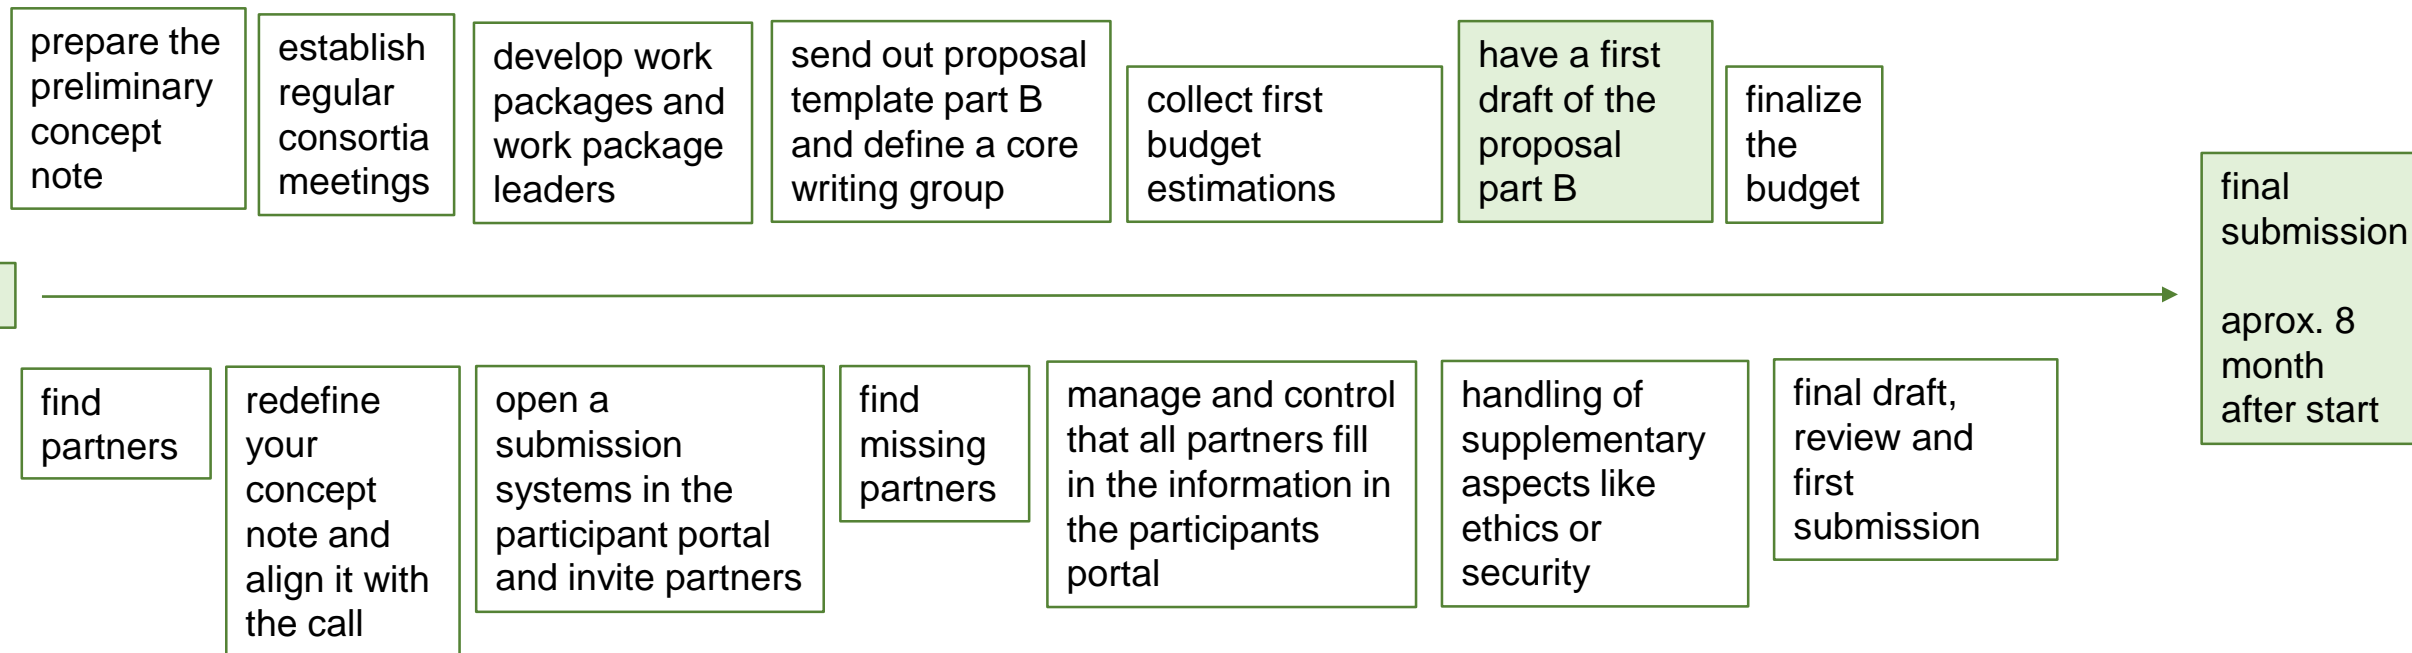 prepare the
preliminary
concept
note
establish
regular
consortia
meetings
develop work
packages and
work package
leaders
send out proposal
template part B
and define a core
writing group
collect first
budget
estimations
have a first
draft of the
proposal
part B
finalize
the
budget
final
submission
aprox. 8
month
after start
find
partners
redefine
your
concept
note and
align it with
the call
open a
submission
systems in the
participant portal
and invite partners
find
missing
partners
manage and control
that all partners fill
in the information in
the participants
portal
handling of
supplementary
aspects like
ethics or
security
final draft,
review and
first
submission